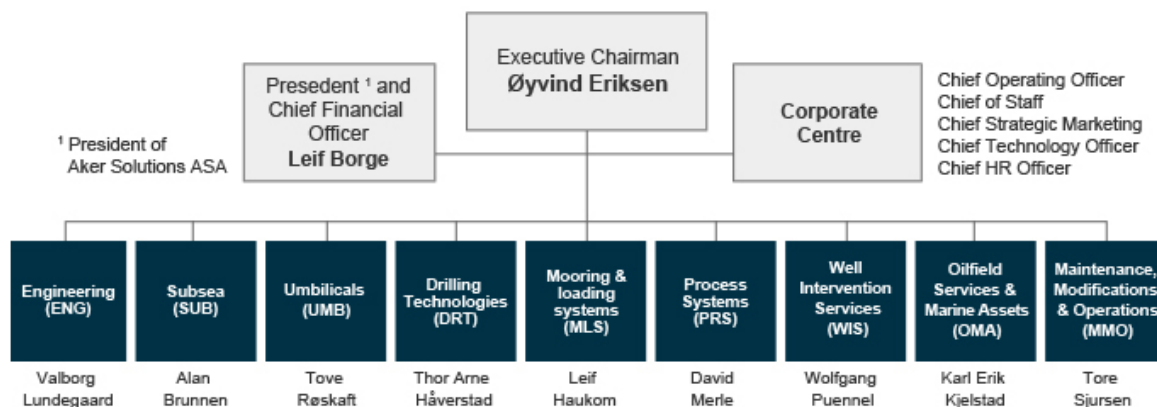 Executive Chairman
Øyvind Eriksen
Presedent ¹ and
Chief Financial
Officer
Leif Borge
¹ President of
Aker Solutions ASA
Corporate
Centre
Chief Operating Officer
Chief of Staff
Chief Strategic Marketing
Chief Technology Officer
Chief HR Officer
Engineering
(ENG)
Subsea
(SUB)
Umbilicals
(UMB)
Drilling
Technologies
(DRT)
Mooring &
loading
systems
(MLS)
Process
Systems
(PRS)
Well
Intervention
Services
(WIS)
Oilfield
Services &
Marine Assets
(OMA)
Maintenance,
Modifications
& Operations
(MMO)
Valborg
Lundegaard
Alan
Brunnen
Tove
Røskaft
Thor Arne
Håverstad
Leif
Haukom
David
Merle
Wolfgang
Puennel
Karl Erik
Kjelstad
Tore
Sjursen